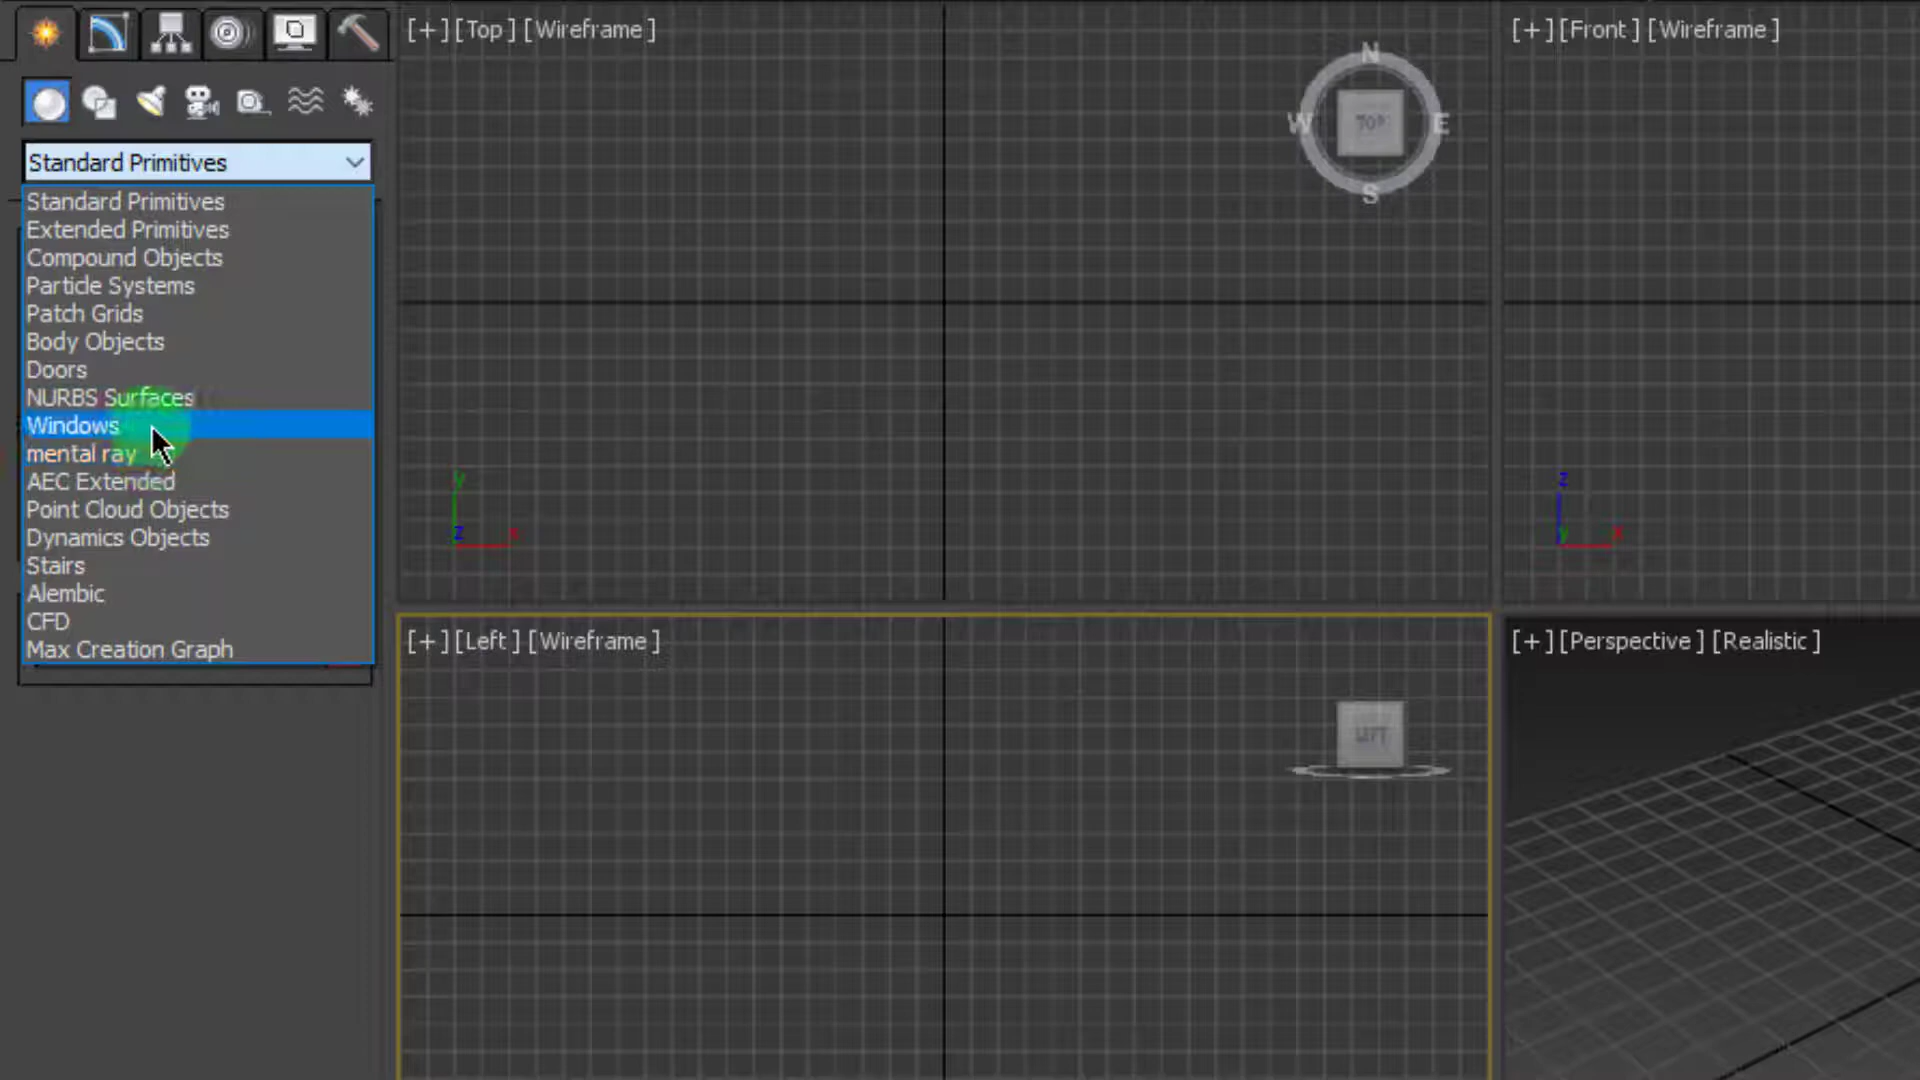 [+] [Top ] [Wireframe ]
N
W
TOP
E
S
y
z
x
[+] [Front ] [Wireframe ]
z
y
x
Standard Primitives
Standard Primitives
Extended Primitives
Compound Objects
Particle Systems
Patch Grids
Body Objects
Doors
NURBS Surfaces
Windows
mental ray
AEC Extended
Point Cloud Objects
Dynamics Objects
Stairs
Alembic
CFD
Max Creation Graph
[+] [Left ] [Wireframe ]
LEFT
[+] [Perspective ] [Realistic ]